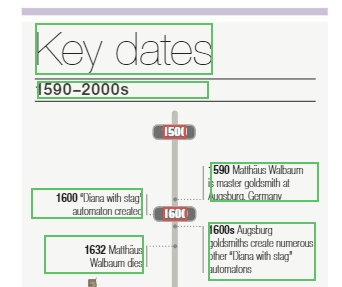 Key dates
1590–2000s
1500
1590 Matthäus Walbaum
is master goldsmith at
Augsburg, Germany
1600 "Diana with stag"
automaton created
1600
1600s Augsburg
goldsmiths create numerous
other "Diana with stag"
automatons
1632 Matthäus
Walbaum dies